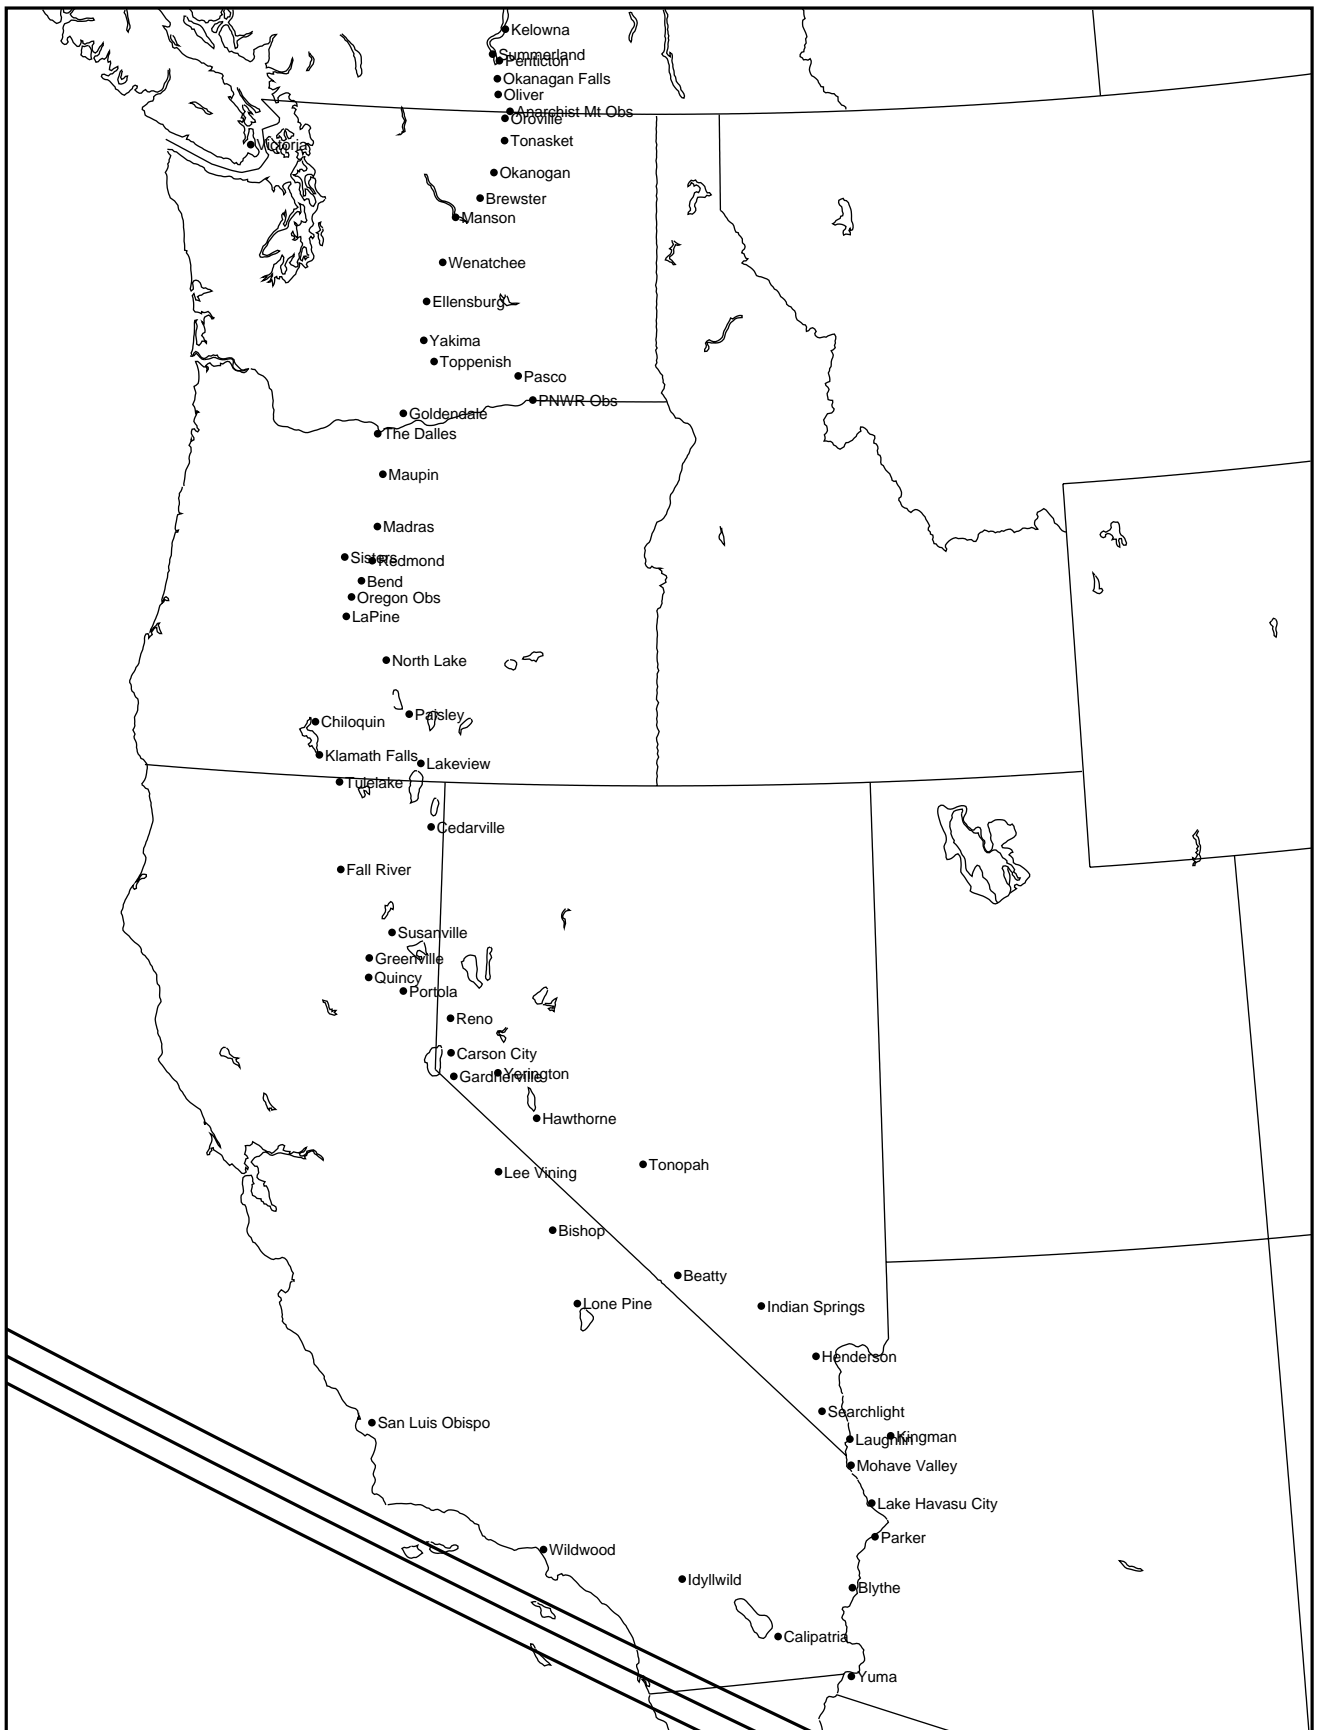 Kelowna
Summerland
Penticton
Okanagan Falls
Oliver
Anarchist Mt Obs
Oroville
Tonasket
Victoria
Okanogan
Brewster
Manson
Wenatchee
Ellensburg
Yakima
Toppenish
Pasco
PNWR Obs
Goldendale
The Dalles
Maupin
Madras
Sisters
Redmond
Bend
Oregon Obs
LaPine
North Lake
Paisley
Chiloquin
Klamath Falls
Lakeview
Tulelake
Cedarville
Fall River
Susanville
Greenville
Quincy
Portola
Reno
Carson City
Yerington
Gardnerville
Hawthorne
Tonopah
Lee Vining
Bishop
Beatty
Lone Pine
Indian Springs
Henderson
Searchlight
San Luis Obispo
Kingman
Laughlin
Mohave Valley
Lake Havasu City
Parker
Wildwood
Idyllwild
Blythe
Calipatria
Yuma